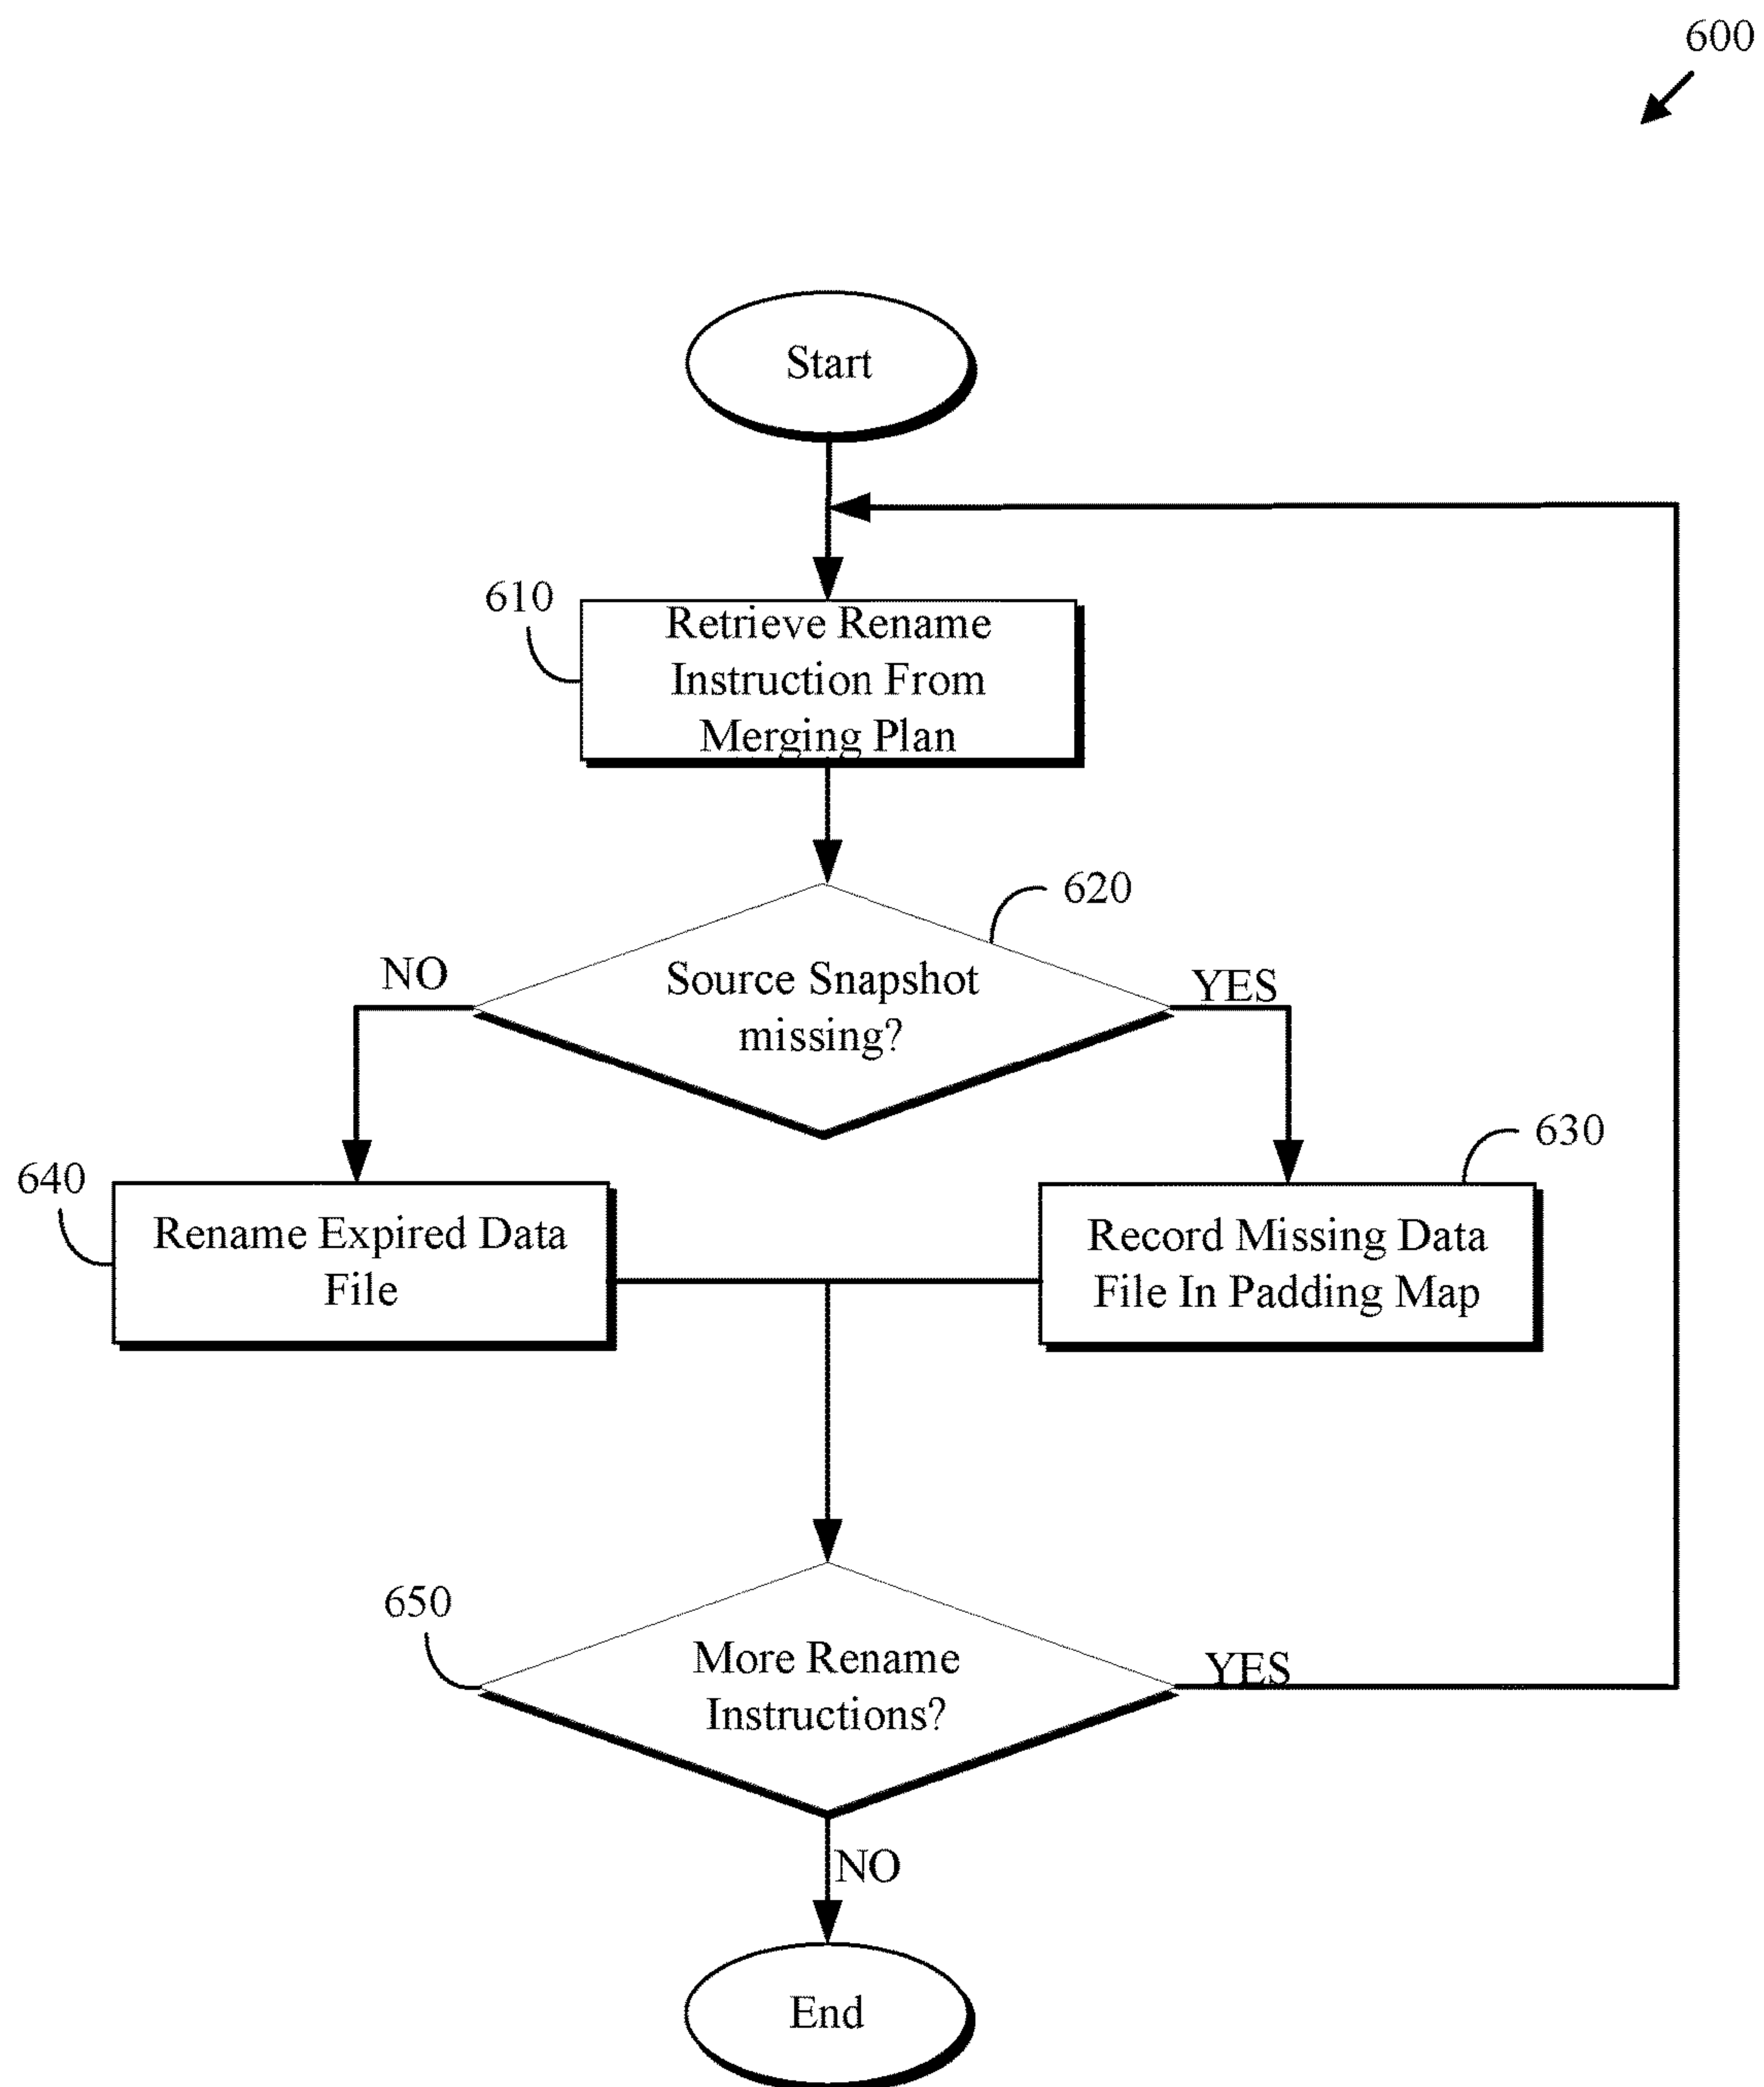 600
Start
610
Retrieve Rename
Instruction From
Merging Plan
620
NO
Source Snapshot
missing?
YES
630
640
Rename Expired Data
File
Record Missing Data
File In Padding Map
650
More Rename
Instructions?
YES
NO
End